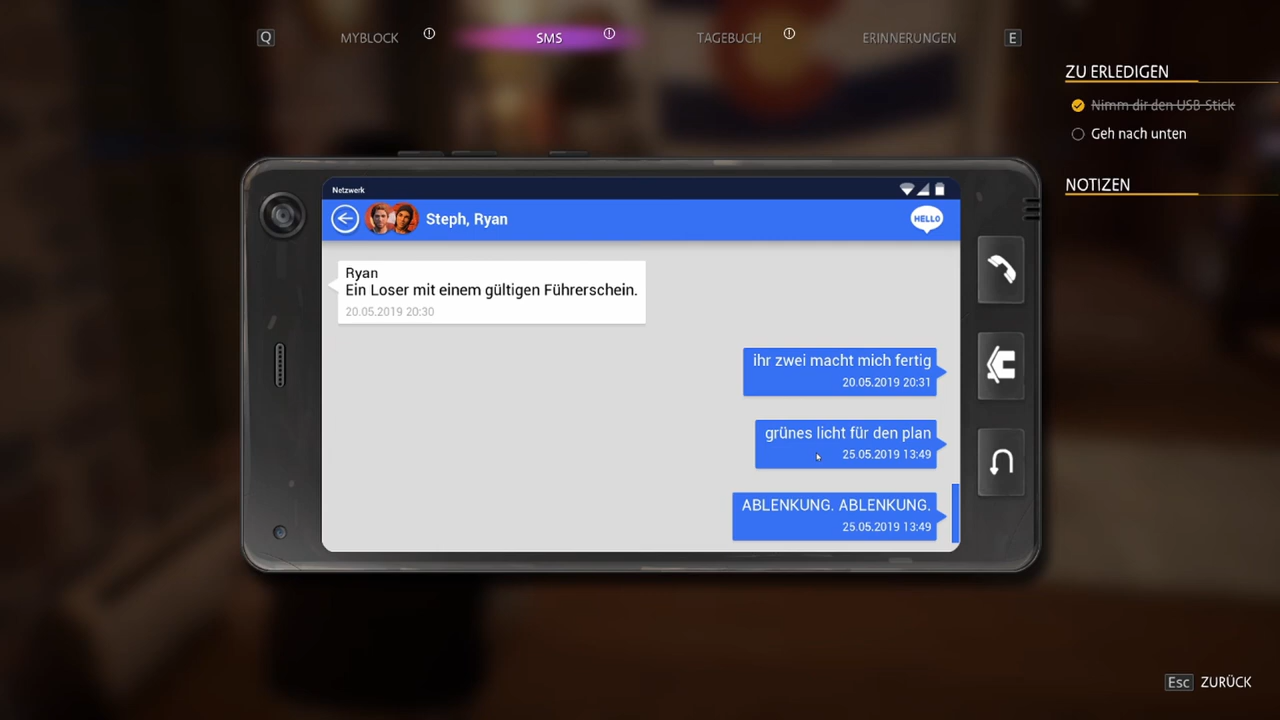 Q
MYBLOCK
SMS
TAGEBUCH
ERINNERUNGEN
E
ZU ERLEDIGEN
Nimm dir den USB-Stick
Geh nach unten
NOTIZEN
Netzwerk
Steph, Ryan
HELLO
Ryan
Ein Loser mit einem gültigen Führerschein.
20.05.2019 20:30
ihr zwei macht mich fertig
20.05.2019 20:31
grünes licht für den plan
25.05.2019 13:49
ABLENKUNG. ABLENKUNG.
25.05.2019 13:49
Esc ZURÜCK